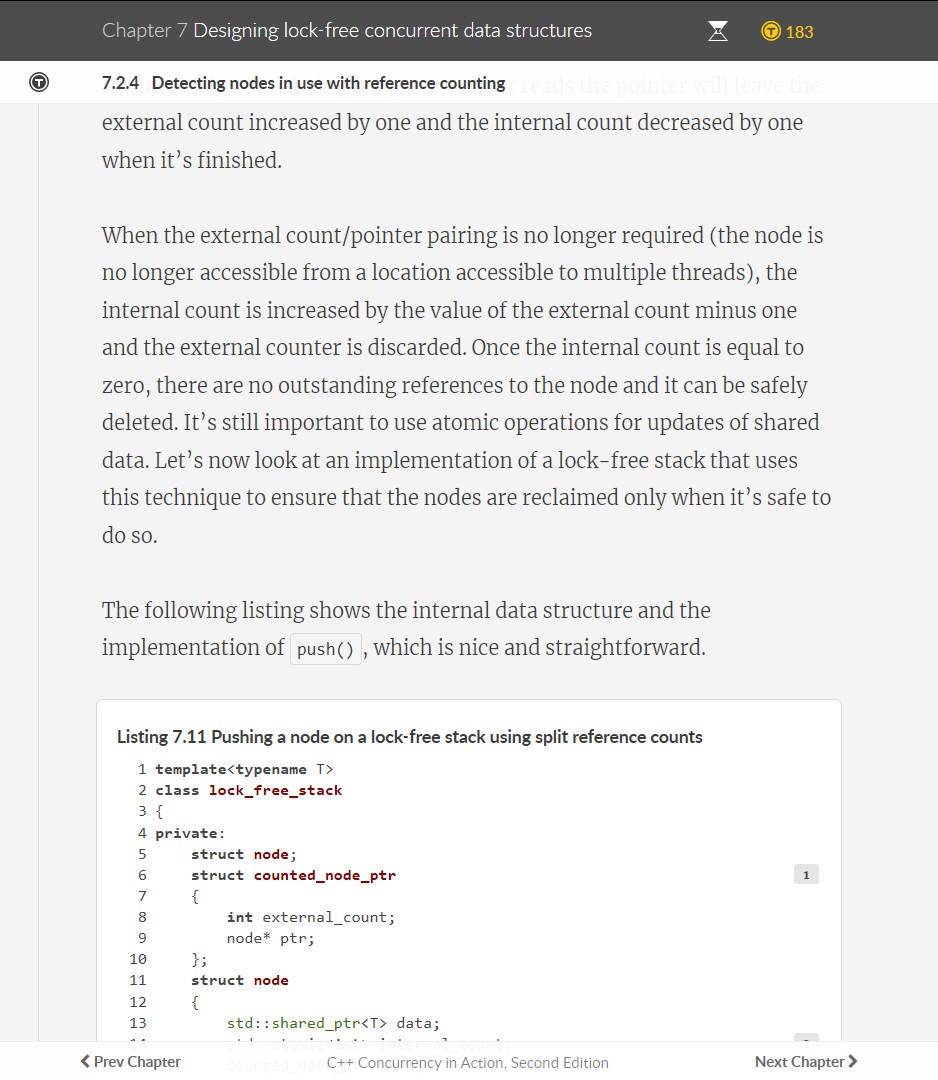 Chapter 7 Designing lock-free concurrent data structures
183
7.2.4 Detecting nodes in use with reference counting
reads the pointer will leave the
external count increased by one and the internal count decreased by one
when it’s finished.
When the external count/pointer pairing is no longer required (the node is
no longer accessible from a location accessible to multiple threads), the
internal count is increased by the value of the external count minus one
and the external counter is discarded. Once the internal count is equal to
zero, there are no outstanding references to the node and it can be safely
deleted. It’s still important to use atomic operations for updates of shared
data. Let’s now look at an implementation of a lock-free stack that uses
this technique to ensure that the nodes are reclaimed only when it’s safe to
do so.
The following listing shows the internal data structure and the
implementation of push() , which is nice and straightforward.
Listing 7.11 Pushing a node on a lock-free stack using split reference counts
1 template<typename T>
2 class lock_free_stack
3 {
4 private:
5     struct node;
6     struct counted_node_ptr
1
7     {
8         int external_count;
9         node* ptr;
10     };
11     struct node
12     {
13         std::shared_ptr<T> data;
14         std::atomic<int> internal_count;
Prev Chapter
C++ Concurrency in Action, Second Edition
Next Chapter